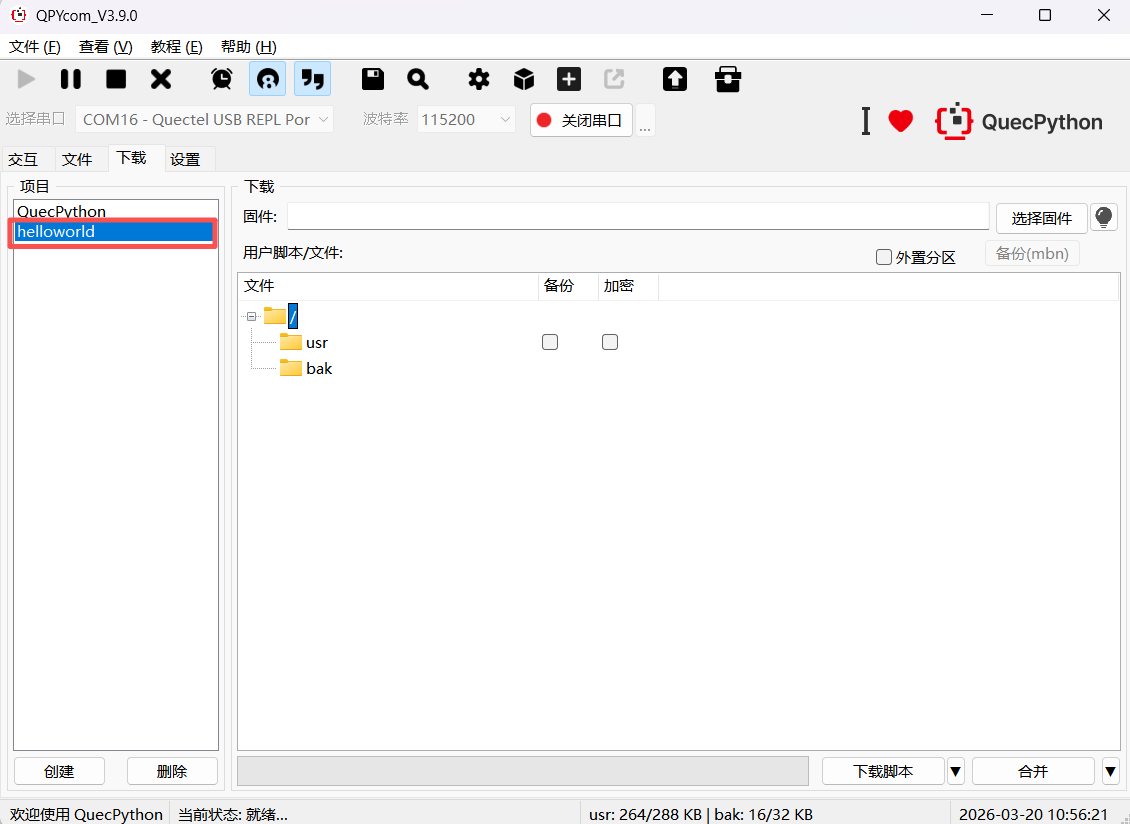 QPYcom_V3.9.0
文件 (F) 查看 (V) 教程 (E) 帮助 (H)
选择串口 COM16 - Quectel USB REPL Por 波特率 115200 关闭串口 ... QuecPython
交互 文件 下载 设置
项目
QuecPython
helloworld
创建 删除
下载
固件: 选择固件
用户脚本/文件: 外置分区 备份(mbn)
文件 备份 加密
/
usr
bak
下载脚本 ▼ 合并 ▼
欢迎使用 QuecPython 当前状态: 就绪... usr: 264/288 KB | bak: 16/32 KB 2026-03-20 10:56:21